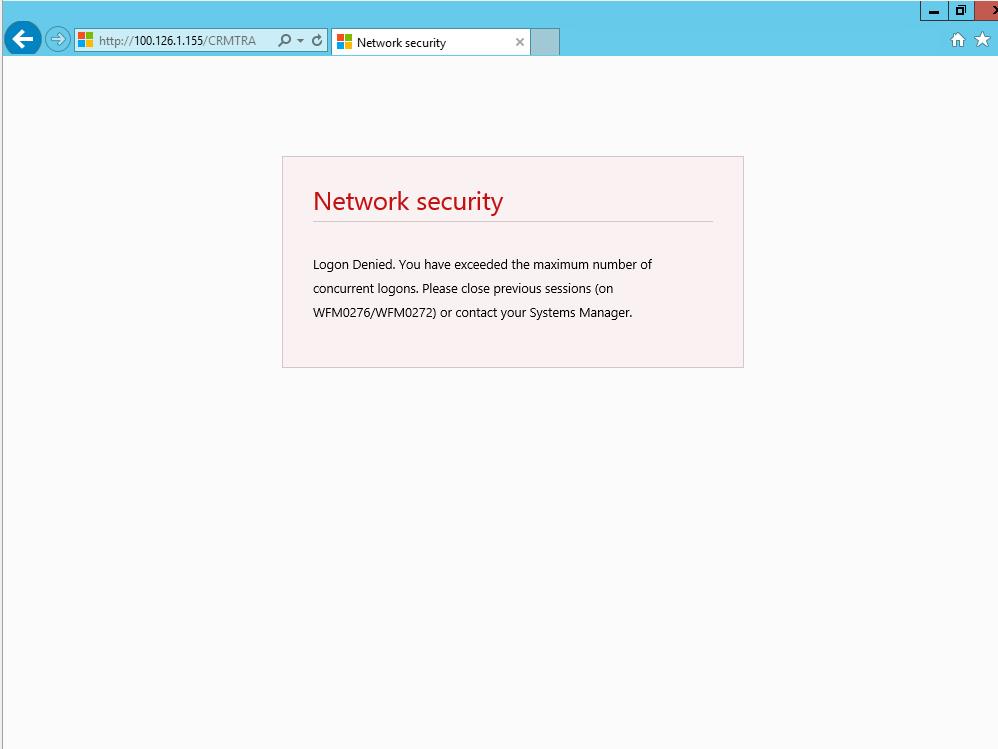 http://100.126.1.155/CRMTRA
Network security
Network security
Logon Denied. You have exceeded the maximum number of
concurrent logons. Please close previous sessions (on
WFM0276/WFM0272) or contact your Systems Manager.